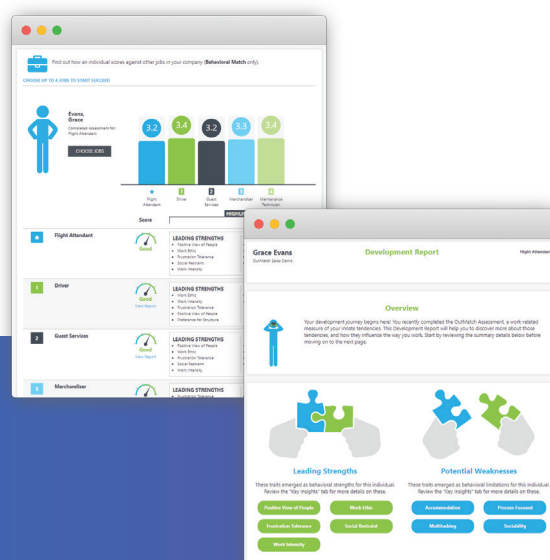 Find out how an individual scores against other jobs in your company (Behavioral Match only).
CHOOSE UP TO 4 JOBS TO START SUCCEED
Evans,
Grace
Completed Assessment for
Flight Attendant
CHOOSE JOBS
3.2
3.4
3.2
3.3
3.4
Flight
Attendant
1
Driver
2
Guest
Services
3
Merchandiser
4
Maintenance
Technician
Score
Flight Attendant
Good
LEADING STRENGTHS
Positive View of People
Work Ethic
Frustration Tolerance
Social Restraint
Work Intensity
1
Driver
Good
View Report
LEADING STRENGTHS
Work Ethic
Work Intensity
Frustration Tolerance
Positive View of People
Preference for Structure
2
Guest Services
Good
View Report
LEADING STRENGTHS
Positive View of People
Work Ethic
Frustration Tolerance
Social Restraint
Work Intensity
3
Merchandiser
LEADING STRENGTHS
Frustration Tolerance
Grace Evans
OutMatch Sales Demo
Development Report
Flight Attendant
Overview
Your development journey begins here! You recently completed the OutMatch Assessment, a work-related
measure of your innate tendencies. This Development Report will help you to discover more about those
tendencies, and how they influence the way you work. Start by reviewing the summary details below before
moving on to the next page.
Leading Strengths
These traits emerged as behavioral strengths for this individual.
Review the "Key Insights" tab for more details on these.
Positive View of People
Work Ethic
Frustration Tolerance
Social Restraint
Work Intensity
Potential Weaknesses
These traits emerged as behavioral limitations for this individual.
Review the "Key Insights" tab for more details on these.
Accommodation
Process Focused
Multitasking
Sociability